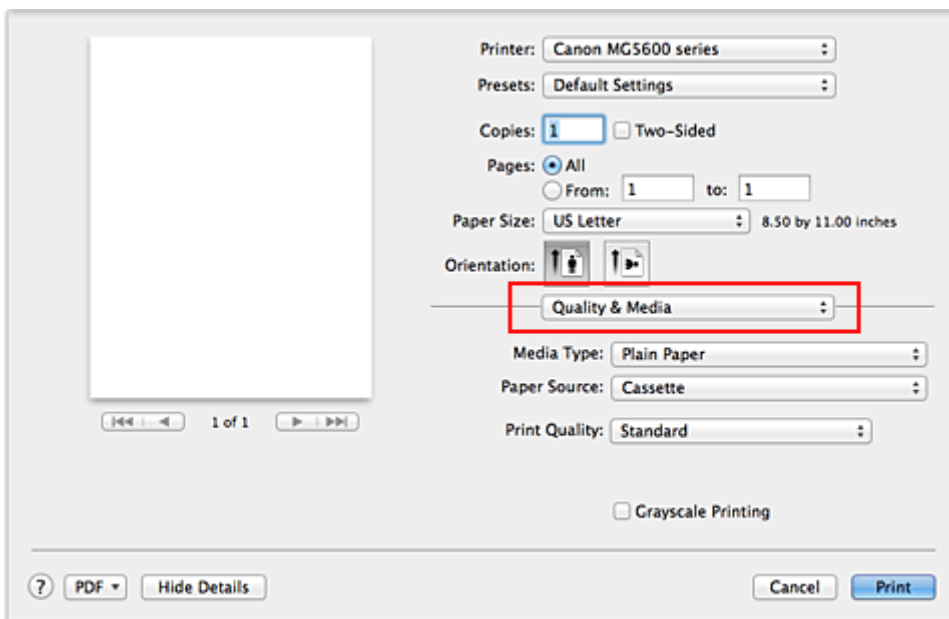 Printer: Canon MG5600 series
Presets: Default Settings
Copies: 1 Two-Sided
Pages: All
From: 1 to: 1
Paper Size: US Letter 8.50 by 11.00 inches
Orientation:
Quality & Media
Media Type: Plain Paper
Paper Source: Cassette
1 of 1
Print Quality: Standard
Grayscale Printing
? PDF Hide Details Cancel Print